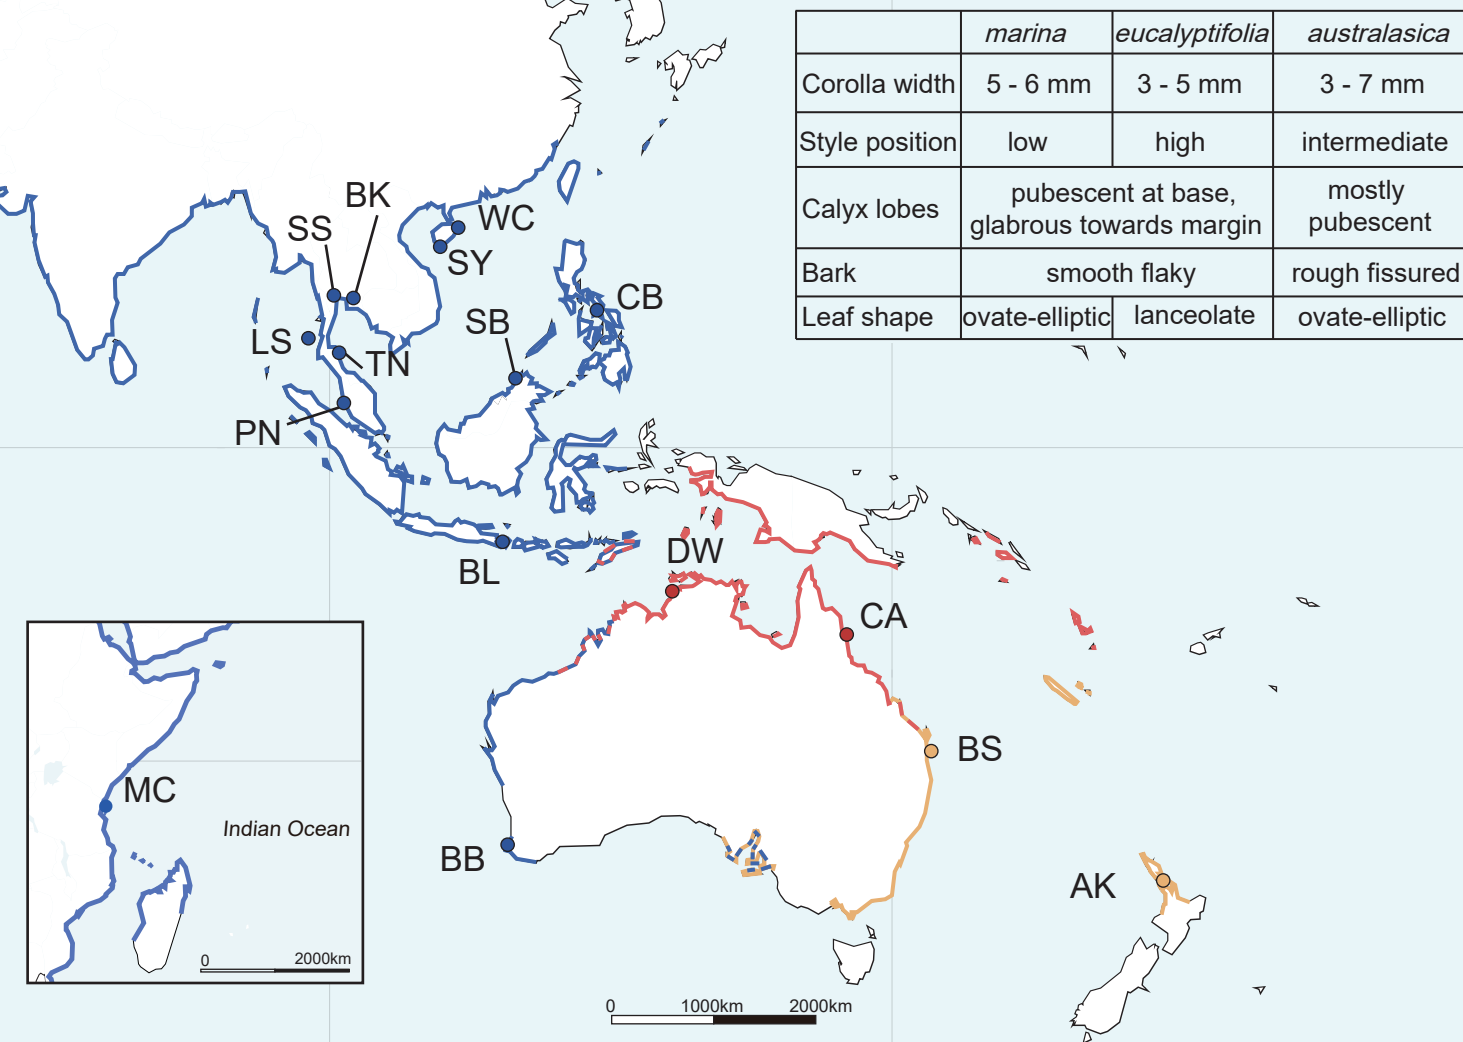 marina eucalyptifolia australasica
Corolla width 5 - 6 mm 3 - 5 mm 3 - 7 mm
Style position low high intermediate
Calyx lobes pubescent at base, glabrous towards margin mostly pubescent
Bark smooth flaky rough fissured
Leaf shape ovate-elliptic lanceolate ovate-elliptic
BK
SS
WC
SY
CB
SB
LS
TN
PN
BL
DW
CA
BS
BB
AK
MC
Indian Ocean
0 2000km
0 1000km 2000km